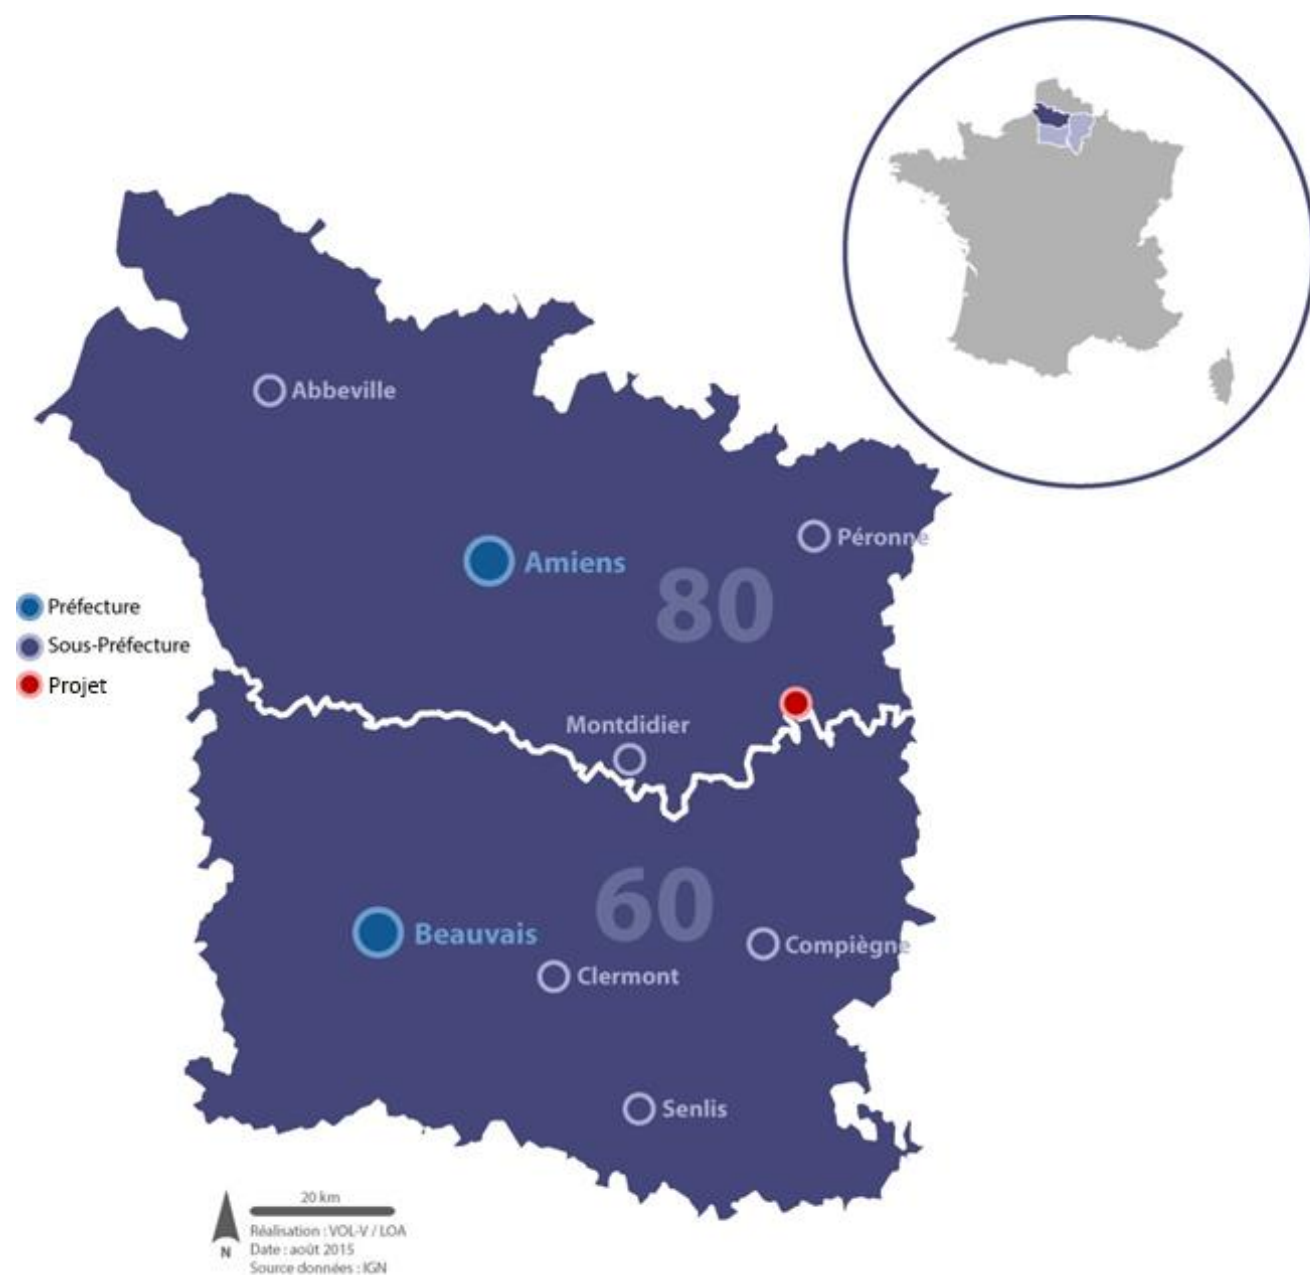 Abbeville
Péronne
Amiens
80
Préfecture
Sous-Préfecture
Projet
Montdidier
60
Beauvais
Compiègne
Clermont
Senlis
20 km
Réalisation : VOL-V / LOA
N
Date : août 2015
Source données : IGN